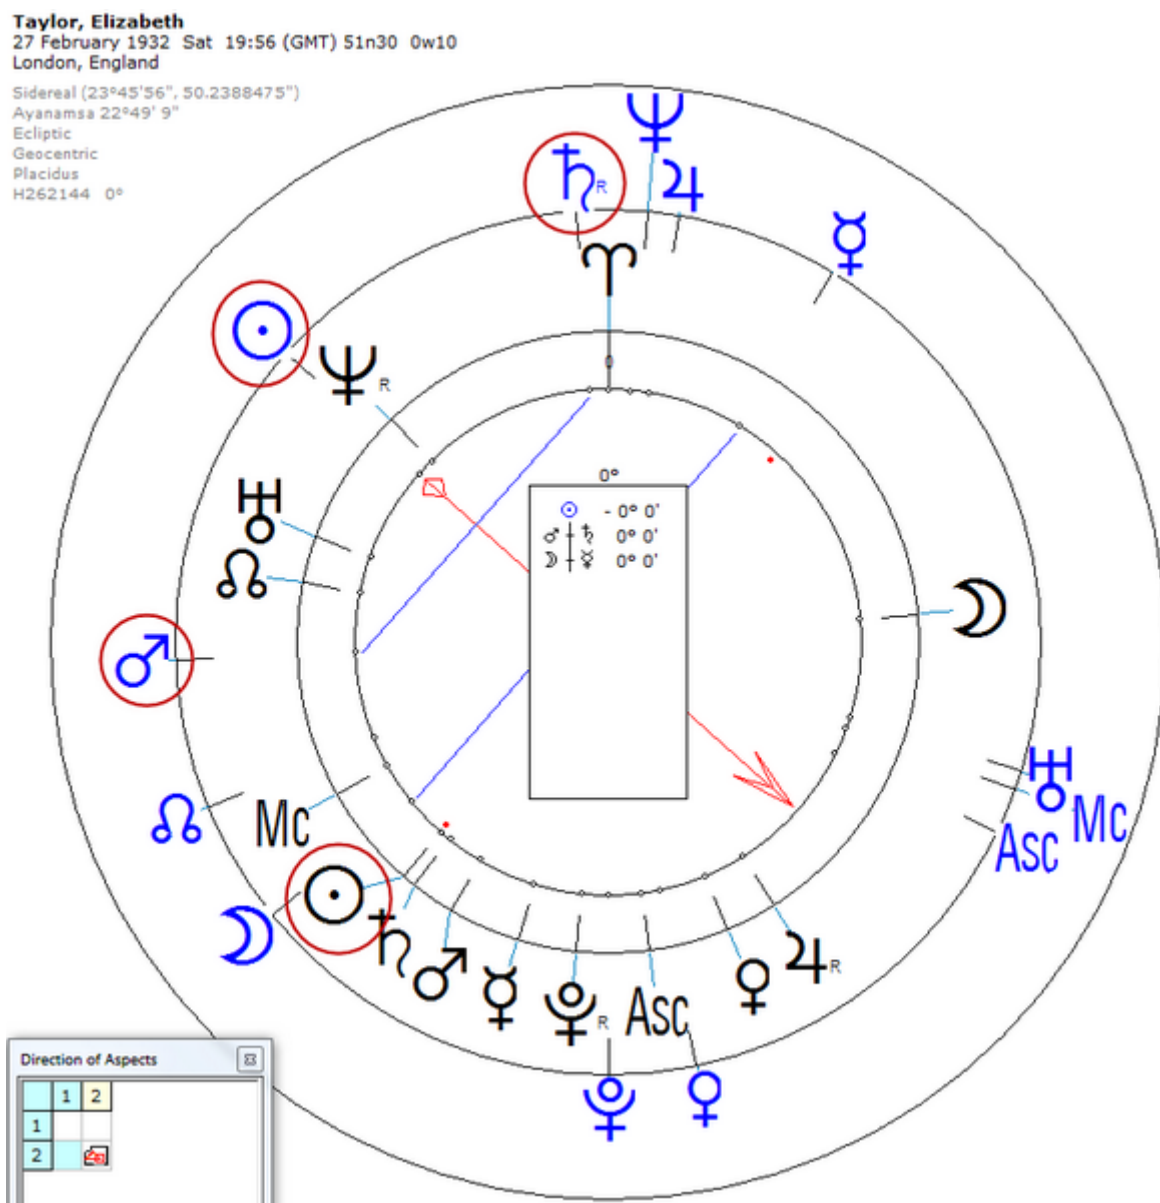 Taylor, Elizabeth
27 February 1932 Sat 19:56 (GMT) 51n30 0w10
London, England
Sidereal (23°45'56", 50.2388475")
Ayanamsa 22°49' 9"
Ecliptic
Geocentric
Placidus
H262144 0°
♆
♄R ♃
☿
♈
☉
♆R
0
0°
☉ - 0° 0'
♂ ♄ 0° 0'
☽ ☿ 0° 0'
♅
☊
☽
♂
♅
☊ Mc Mc
Asc
☉
☽ ♄ ♂ ☿ ♇R Asc ♀ ♃R
♇ ♀
Direction of Aspects
1 2
1
2